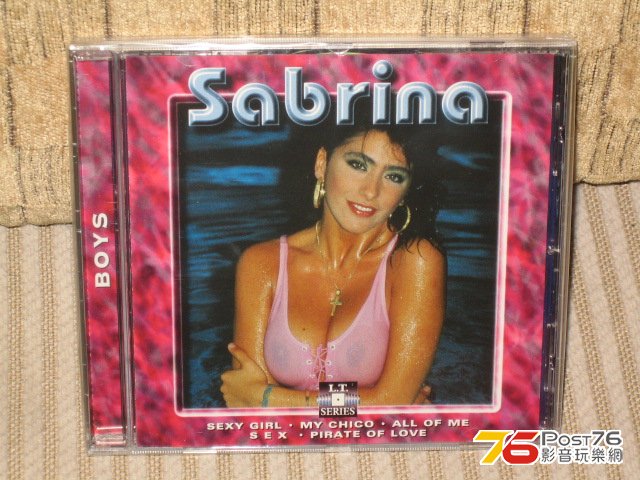 Sabrina
BOYS
L.T.
SERIES
SEXY GIRL · MY CHICO · ALL OF ME
SEX · PIRATE OF LOVE
76 Post76
影音玩樂網